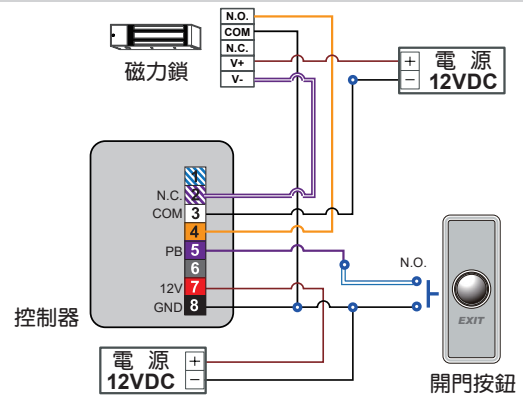 N.O.
COM
N.C.
V+
V-
磁力鎖
+ 電 源
− 12VDC
1
N.C. 2
COM 3
4
PB 5
6
12V 7
GND 8
控制器
N.O.
EXIT
開門按鈕
電 源 +
12VDC −